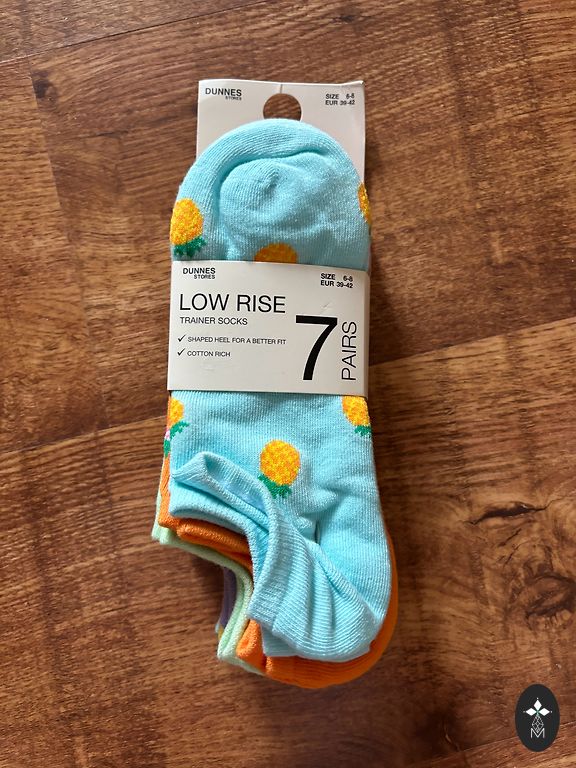 DUNNES
STORES
SIZE 6-8
EUR 39-42
DUNNES
STORES
SIZE 6-8
EUR 39-42
LOW RISE
TRAINER SOCKS
✓ SHAPED HEEL FOR A BETTER FIT
✓ COTTON RICH
7
PAIRS
M